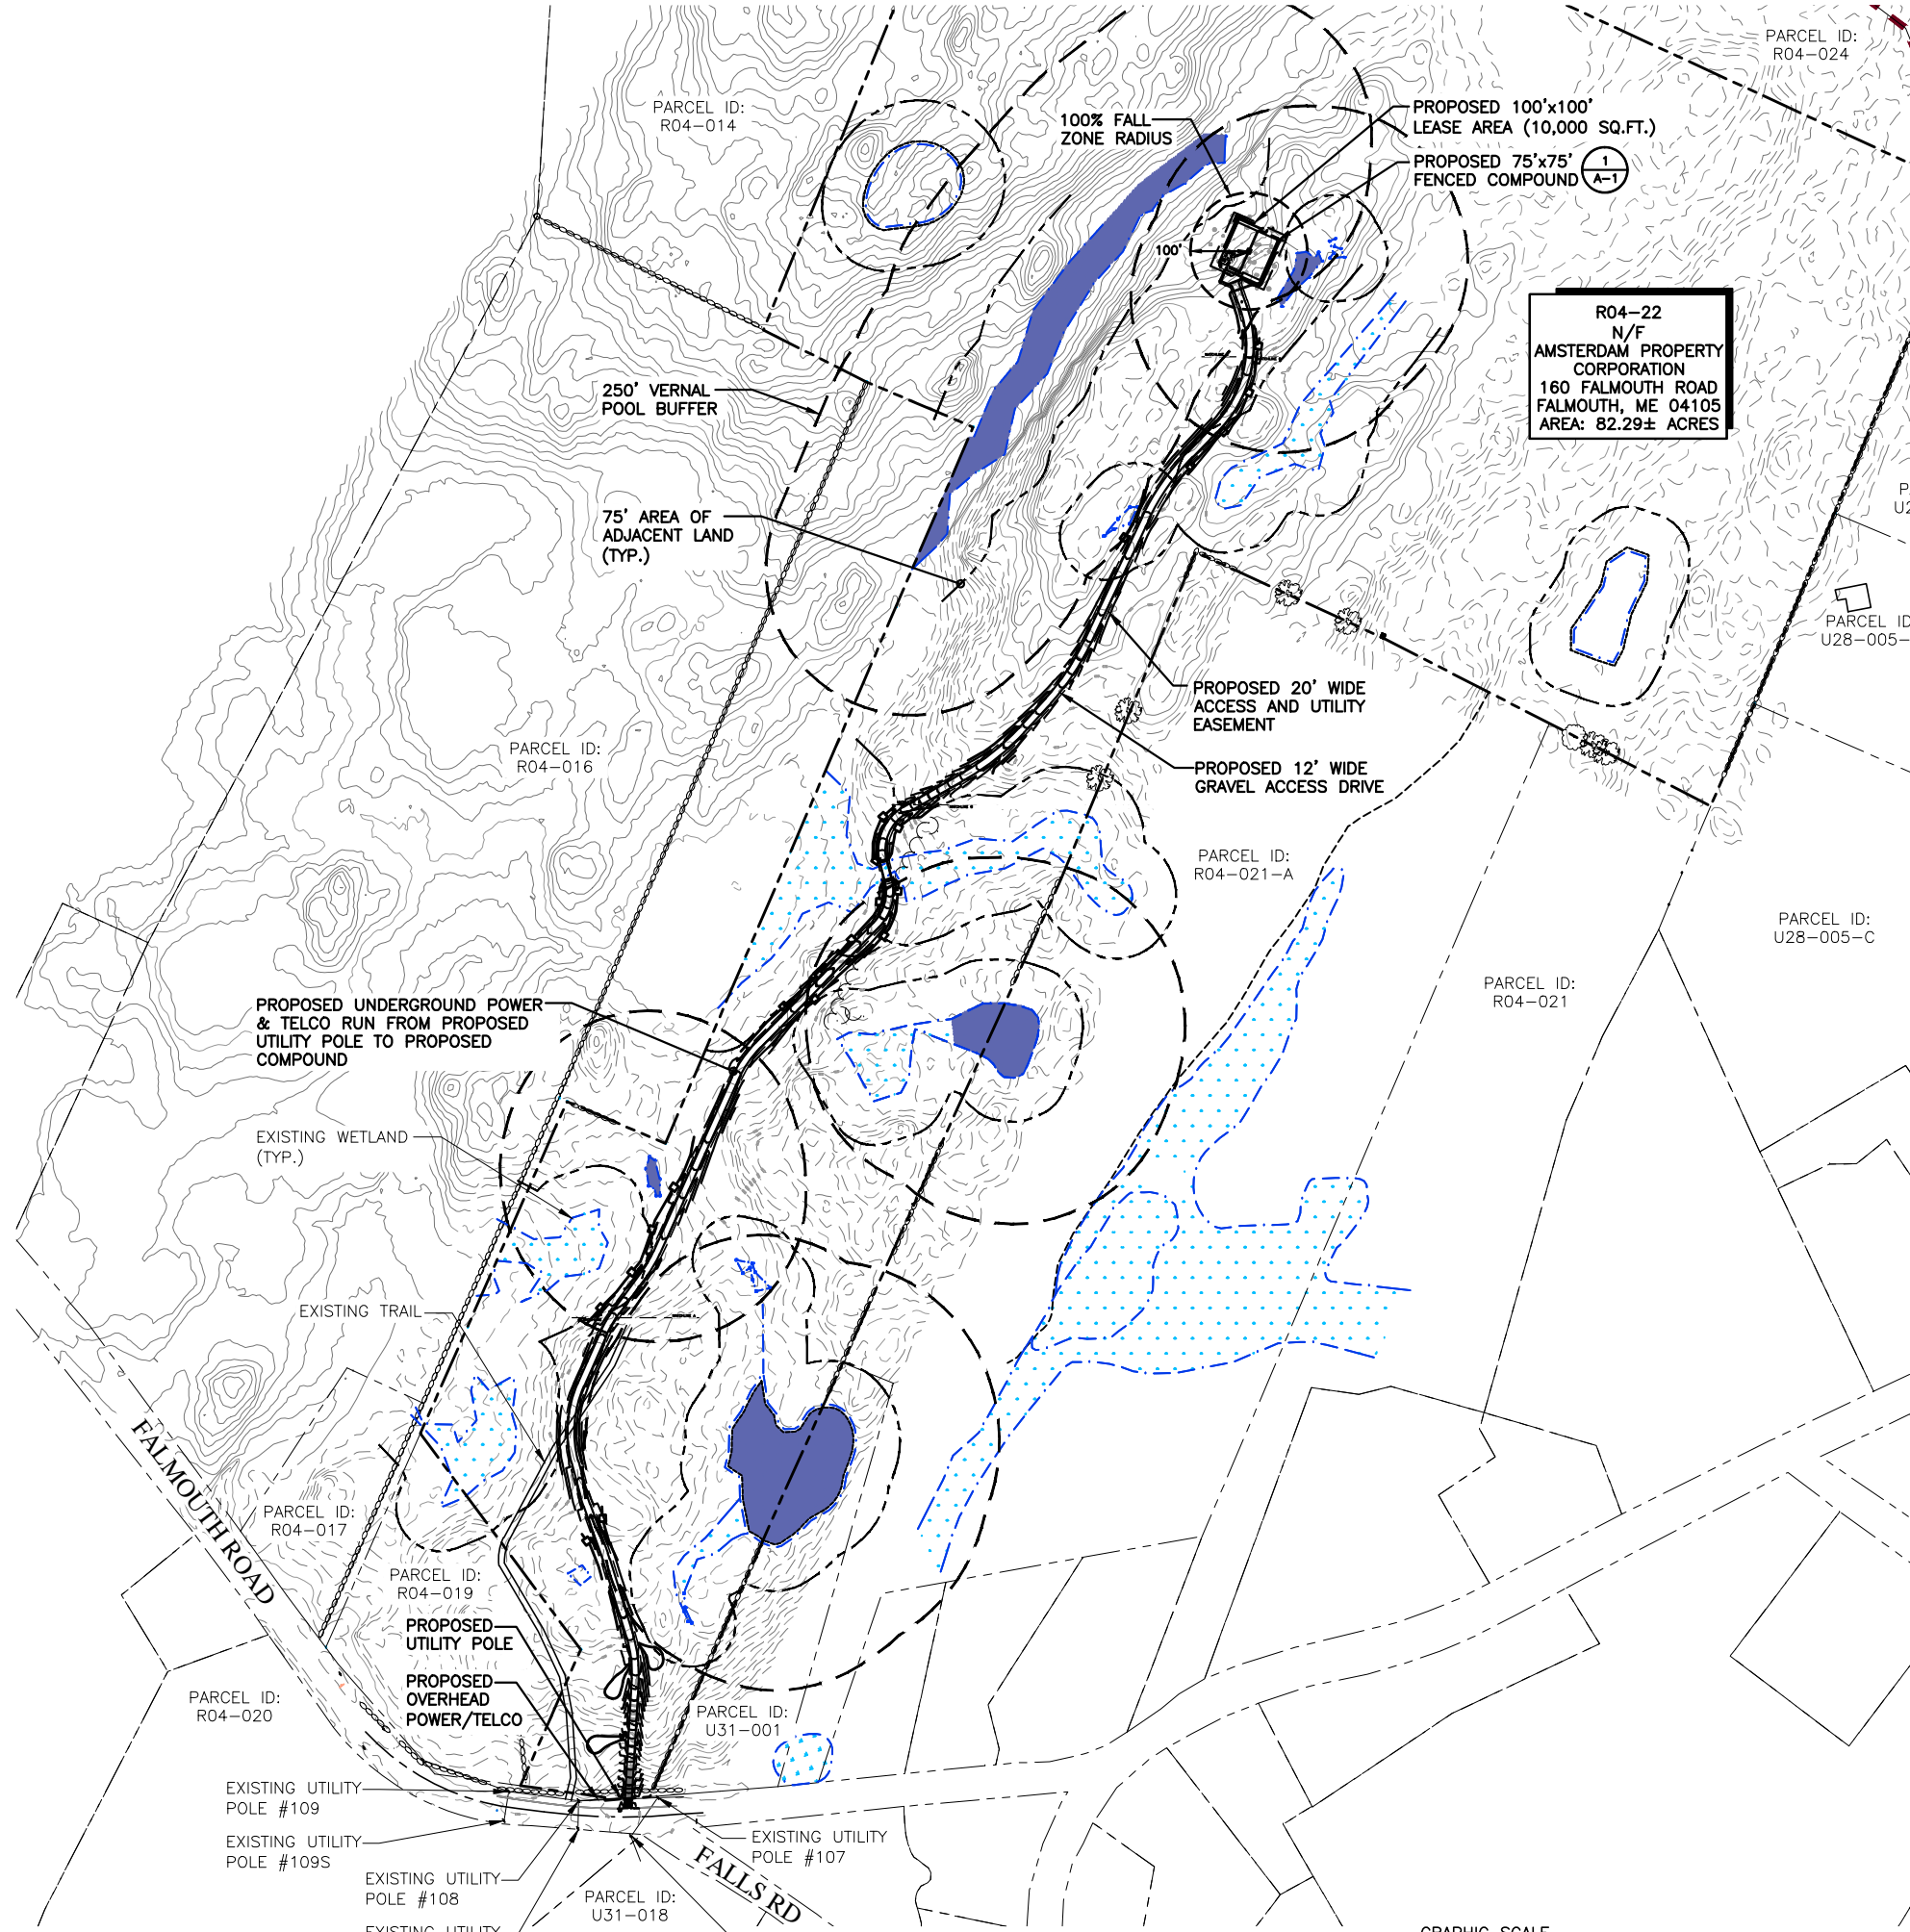 PARCEL ID:
R04-024
PARCEL ID:
R04-014
100% FALL
ZONE RADIUS
PROPOSED 100'x100'
LEASE AREA (10,000 SQ.FT.)
PROPOSED 75'x75'
FENCED COMPOUND
1
A-1
100'
R04-22
N/F
AMSTERDAM PROPERTY
CORPORATION
160 FALMOUTH ROAD
FALMOUTH, ME 04105
AREA: 82.29± ACRES
250' VERNAL
POOL BUFFER
75' AREA OF
ADJACENT LAND
(TYP.)
PARCEL ID
U28-005-
PROPOSED 20' WIDE
ACCESS AND UTILITY
EASEMENT
PARCEL ID:
R04-016
PROPOSED 12' WIDE
GRAVEL ACCESS DRIVE
PARCEL ID:
R04-021-A
PARCEL ID:
U28-005-C
PARCEL ID:
R04-021
PROPOSED UNDERGROUND POWER
& TELCO RUN FROM PROPOSED
UTILITY POLE TO PROPOSED
COMPOUND
EXISTING WETLAND
(TYP.)
EXISTING TRAIL
FALMOUTH ROAD
PARCEL ID:
R04-017
PARCEL ID:
R04-019
PROPOSED
UTILITY POLE
PROPOSED
OVERHEAD
POWER/TELCO
PARCEL ID:
R04-020
PARCEL ID:
U31-001
EXISTING UTILITY
POLE #109
EXISTING UTILITY
POLE #109S
EXISTING UTILITY
POLE #107
EXISTING UTILITY
POLE #108
FALLS RD
PARCEL ID:
U31-018
EXISTING UTILITY
GRAPHIC SCALE